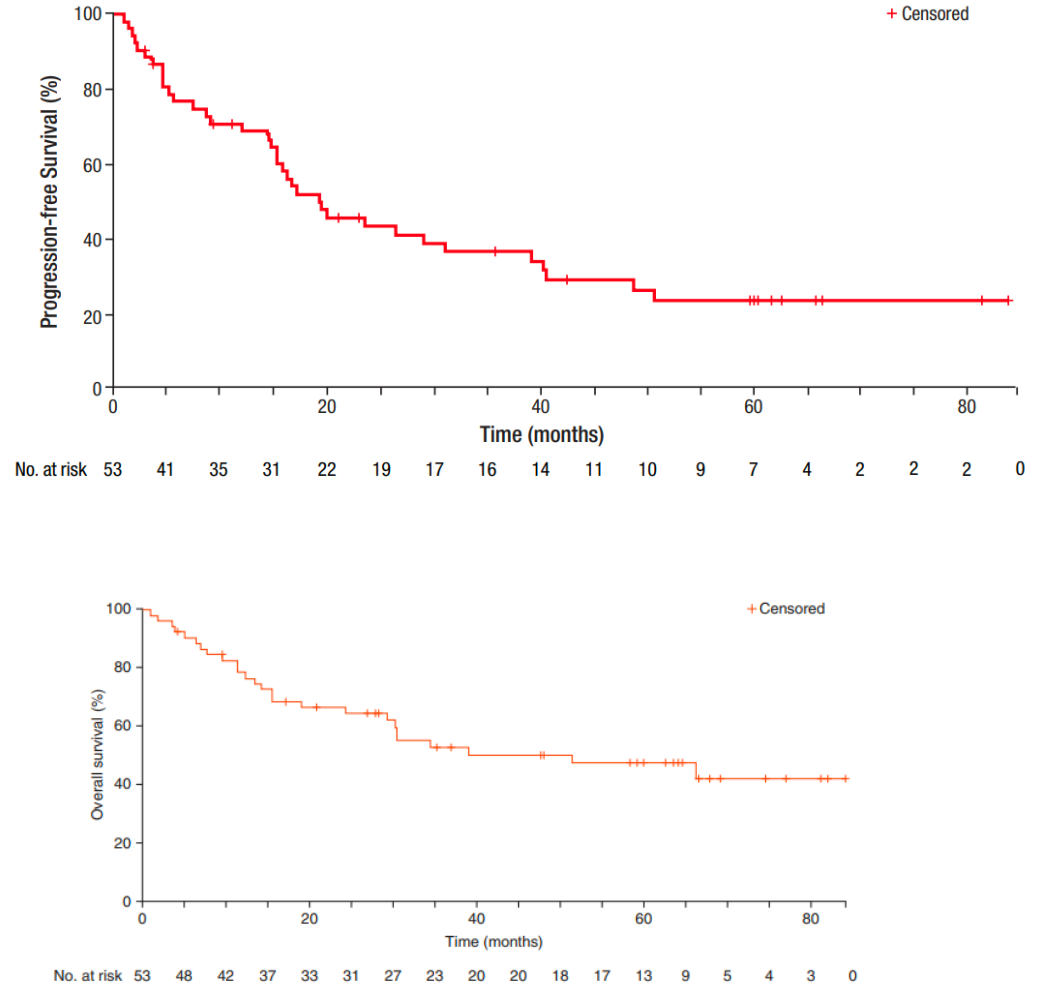 + Censored
Progression-free Survival (%)
100
80
60
40
20
0
0 20 40 60 80
Time (months)
No. at risk 53 41 35 31 22 19 17 16 14 11 10 9 7 4 2 2 2 0
+ Censored
Overall survival (%)
100
80
60
40
20
0
0 20 40 60 80
Time (months)
No. at risk 53 48 42 37 33 31 27 23 20 20 18 17 13 9 5 4 3 0